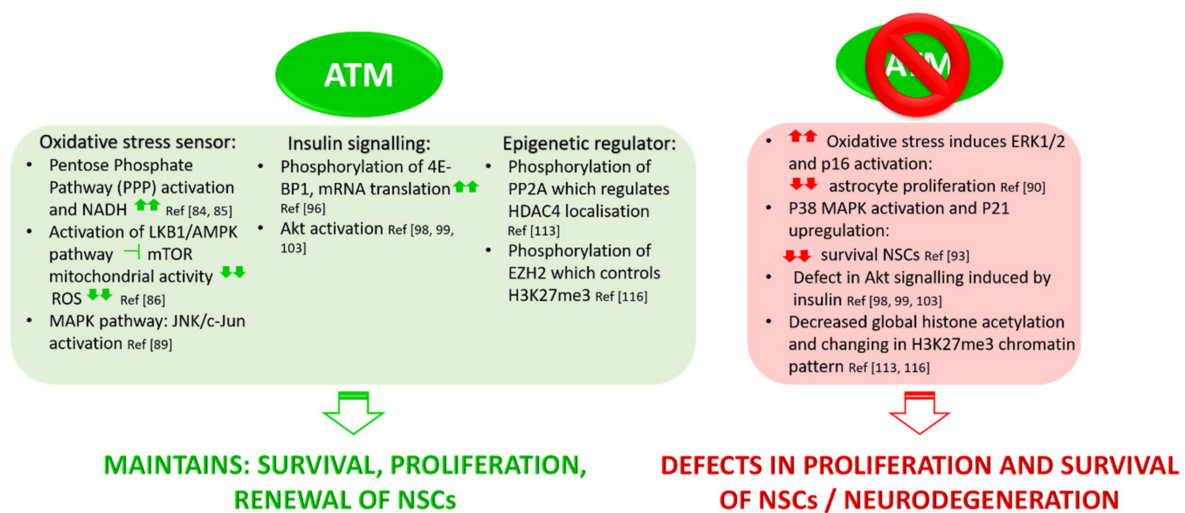 ATM
Oxidative stress sensor:
• Pentose Phosphate
Pathway (PPP) activation
and NADH Ref [84, 85]
• Activation of LKB1/AMPK
pathway ⊣ mTOR
mitochondrial activity
ROS Ref [86]
• MAPK pathway: JNK/c-Jun
activation Ref [89]
Insulin signalling:
• Phosphorylation of 4E-
BP1, mRNA translation
Ref [96]
• Akt activation Ref [98, 99,
103]
Epigenetic regulator:
• Phosphorylation of
PP2A which regulates
HDAC4 localisation
Ref [113]
• Phosphorylation of
EZH2 which controls
H3K27me3 Ref [116]
MAINTAINS: SURVIVAL, PROLIFERATION,
RENEWAL OF NSCs
ATM
• Oxidative stress induces ERK1/2
and p16 activation:
astrocyte proliferation Ref [90]
• P38 MAPK activation and P21
upregulation:
survival NSCs Ref [93]
• Defect in Akt signalling induced by
insulin Ref [98, 99, 103]
• Decreased global histone acetylation
and changing in H3K27me3 chromatin
pattern Ref [113, 116]
DEFECTS IN PROLIFERATION AND SURVIVAL
OF NSCs / NEURODEGENERATION